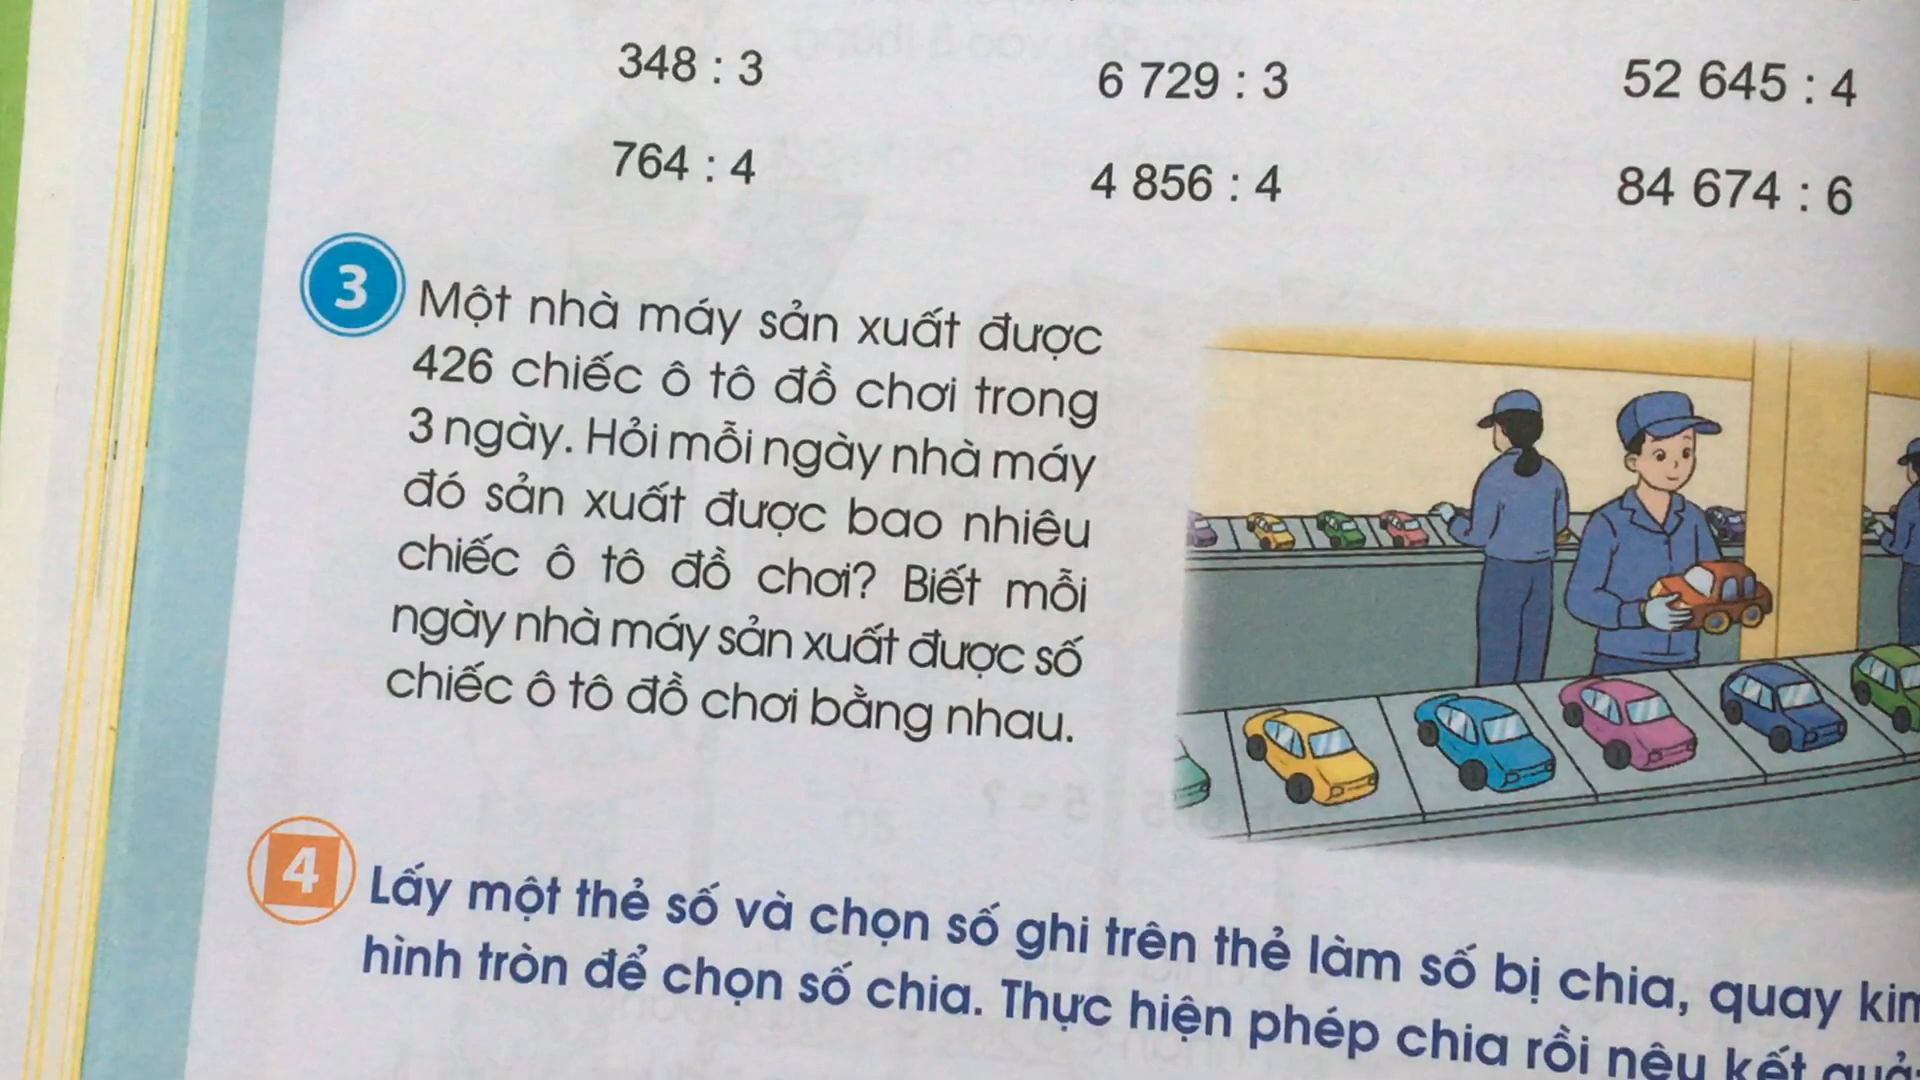 348 : 3 6 729 : 3 52 645 : 4
764 : 4 4 856 : 4 84 674 : 6
3 Một nhà máy sản xuất được
426 chiếc ô tô đồ chơi trong
3 ngày. Hỏi mỗi ngày nhà máy
đó sản xuất được bao nhiêu
chiếc ô tô đồ chơi? Biết mỗi
ngày nhà máy sản xuất được số
chiếc ô tô đồ chơi bằng nhau.
4 Lấy một thẻ số và chọn số ghi trên thẻ làm số bị chia, quay kim
hình tròn để chọn số chia. Thực hiện phép chia rồi nêu kết quả